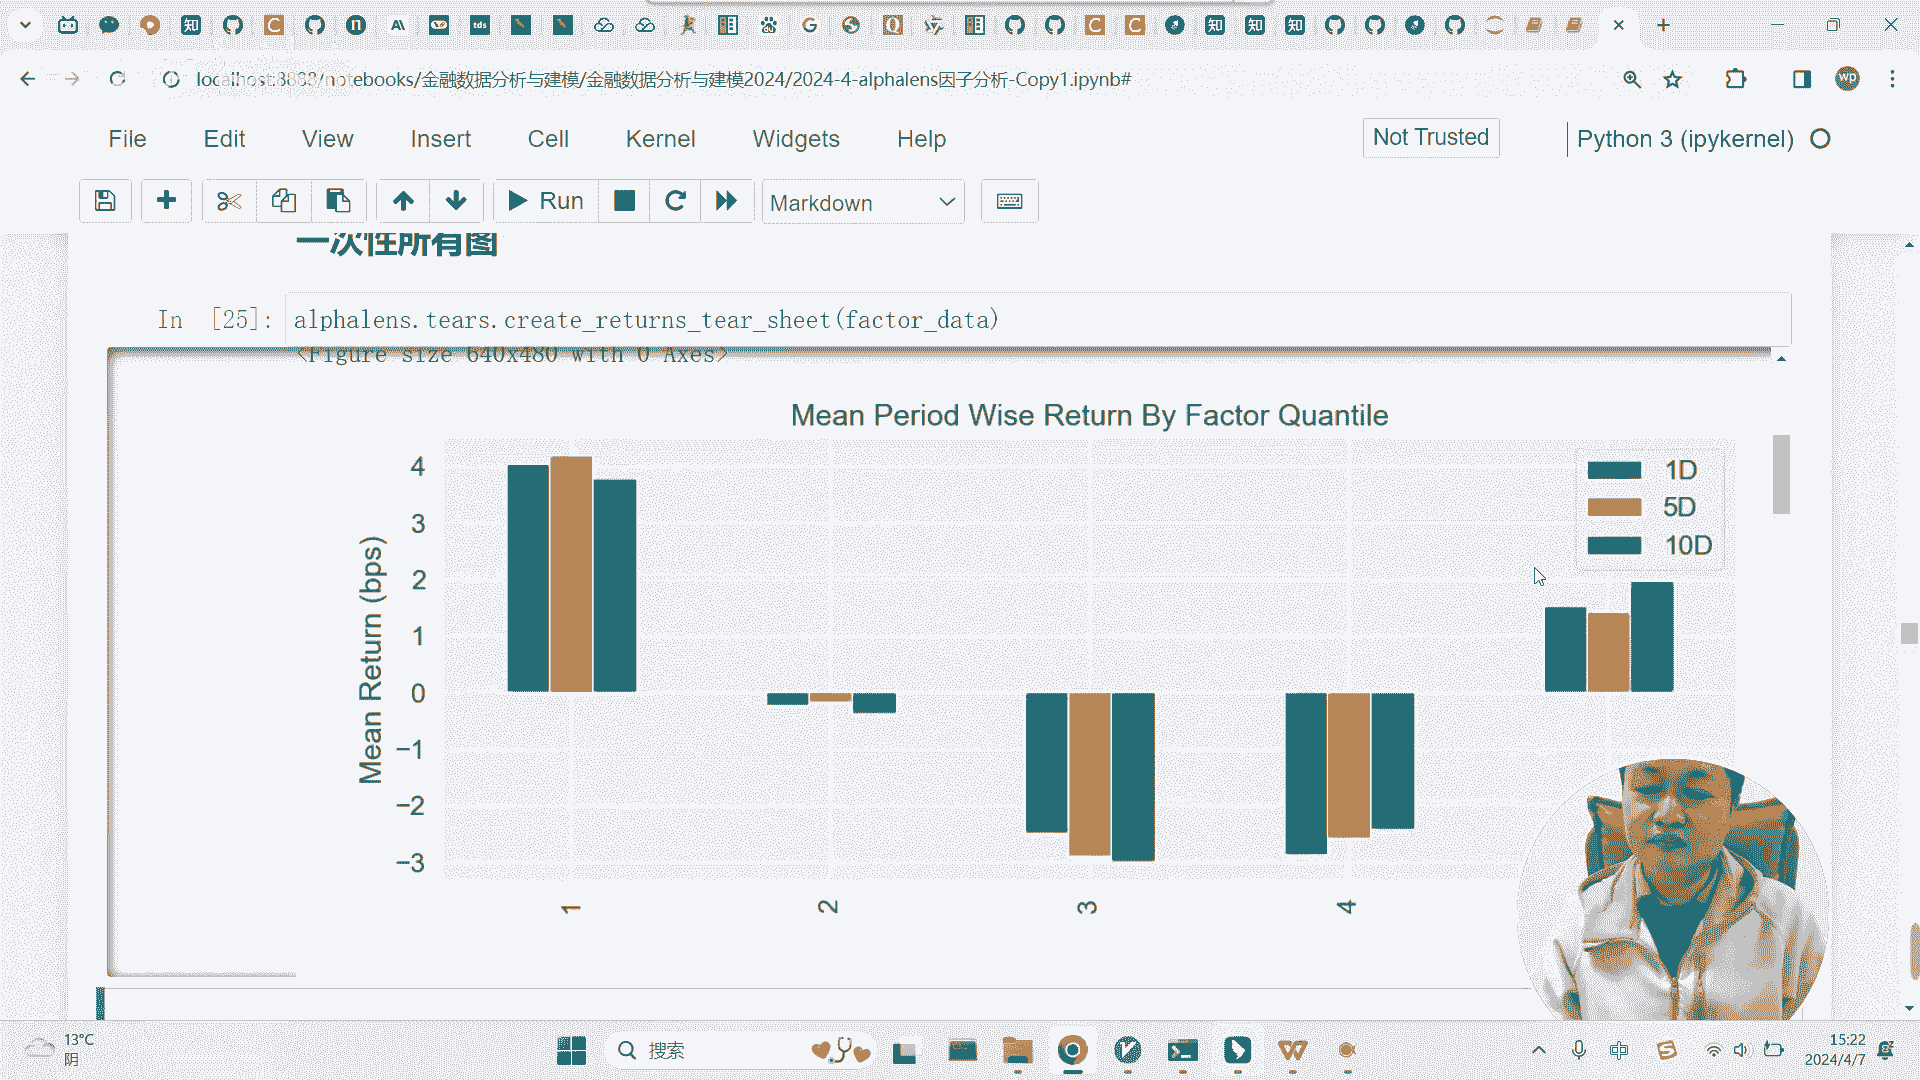 localhost:8888/notebooks/金融数据分析与建模/金融数据分析与建模2024/2024-4-alphalens因子分析-Copy1.ipynb#
File Edit View Insert Cell Kernel Widgets Help
Not Trusted
Python 3 (ipykernel)
Run
Markdown
一次性所有图
In [25]: alphalens.tears.create_returns_tear_sheet(factor_data)
<Figure size 640x480 with 0 Axes>
Mean Period Wise Return By Factor Quantile
1D
5D
10D
Mean Return (bps)
4
3
2
1
0
−1
−2
−3
1
2
3
4
13°C
阴
搜索
中
15:22
2024/4/7